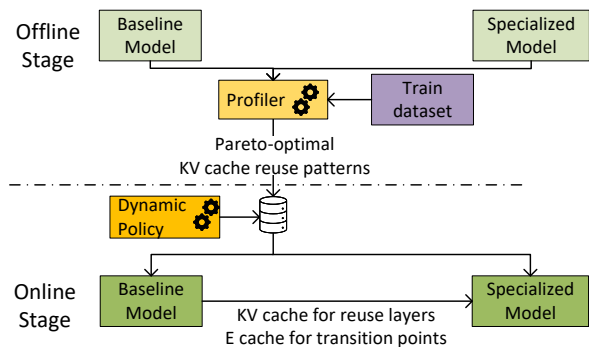 Offline
Stage
Baseline
Model
Specialized
Model
Profiler
Train
dataset
Pareto-optimal
KV cache reuse patterns
Dynamic
Policy
Online
Stage
Baseline
Model
KV cache for reuse layers
E cache for transition points
Specialized
Model